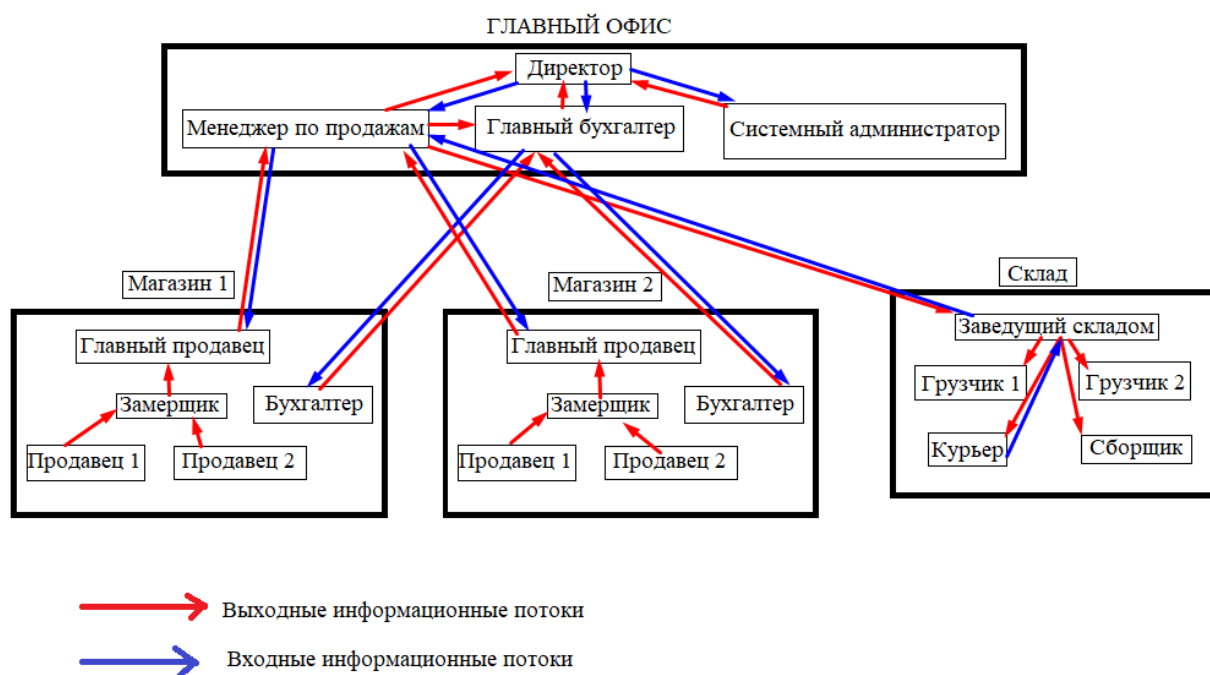 ГЛАВНЫЙ ОФИС
Директор
Менеджер по продажам
Главный бухгалтер
Системный администратор
Магазин 1
Магазин 2
Склад
Главный продавец
Замерщик
Бухгалтер
Продавец 1
Продавец 2
Главный продавец
Замерщик
Бухгалтер
Продавец 1
Продавец 2
Заведущий складом
Грузчик 1
Грузчик 2
Курьер
Сборщик
Выходные информационные потоки
Входные информационные потоки